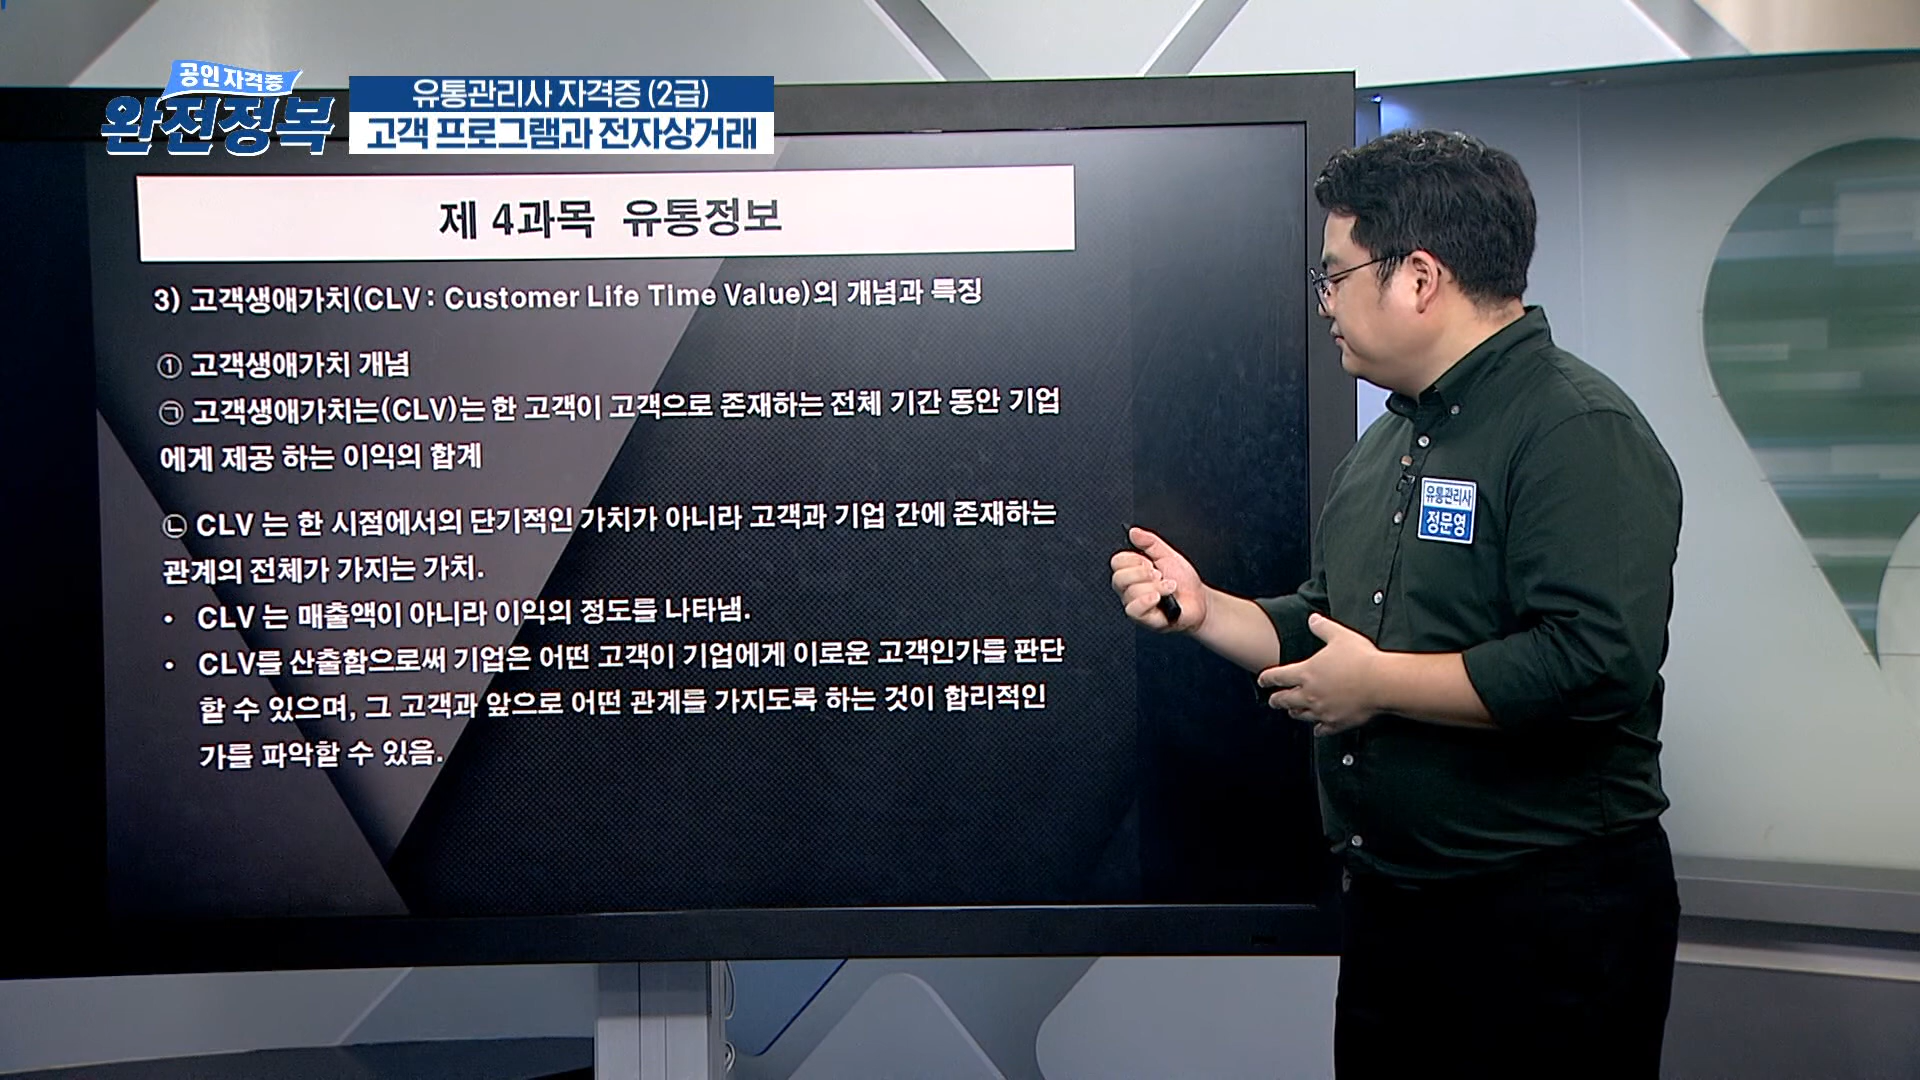 공인 자격증
완전정복
유통관리사 자격증 (2급)
고객 프로그램과 전자상거래
제 4과목 유통정보
3) 고객생애가치(CLV : Customer Life Time Value)의 개념과 특징
① 고객생애가치 개념
㉠ 고객생애가치는(CLV)는 한 고객이 고객으로 존재하는 전체 기간 동안 기업
에게 제공 하는 이익의 합계
㉡ CLV 는 한 시점에서의 단기적인 가치가 아니라 고객과 기업 간에 존재하는
관계의 전체가 가지는 가치.
• CLV 는 매출액이 아니라 이익의 정도를 나타냄.
• CLV를 산출함으로써 기업은 어떤 고객이 기업에게 이로운 고객인가를 판단
할 수 있으며, 그 고객과 앞으로 어떤 관계를 가지도록 하는 것이 합리적인
가를 파악할 수 있음.
유통관리사
정문영